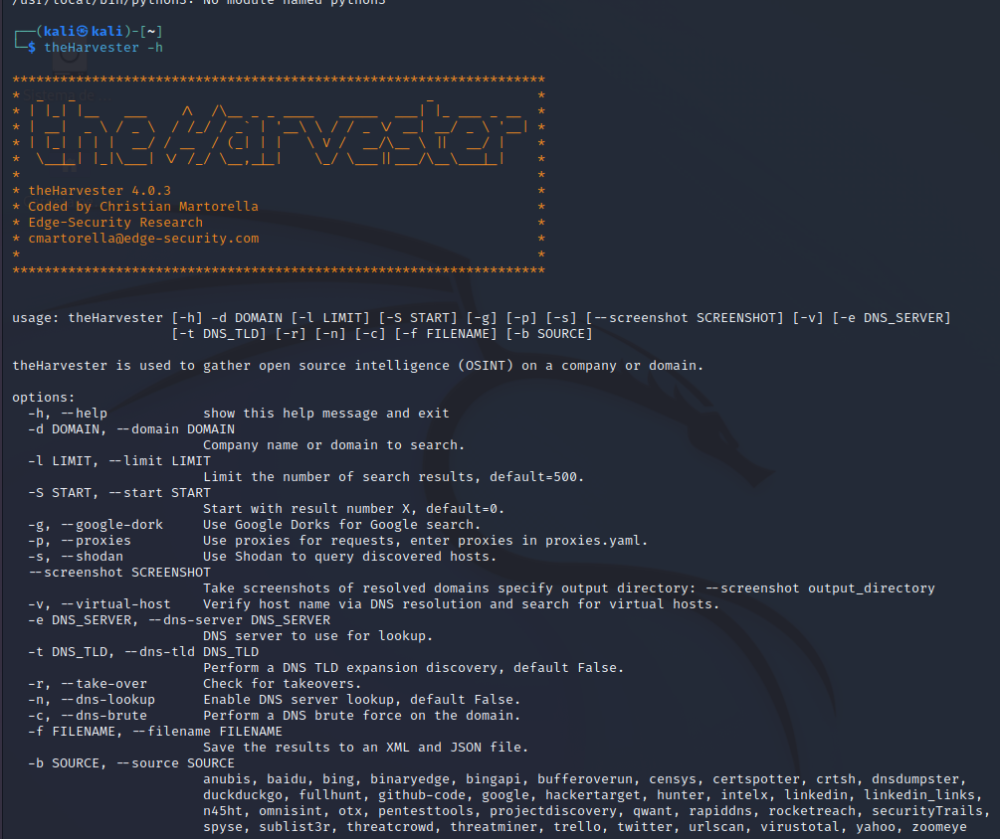 /usr/local/bin/python3: No module named python3
┌──(kali㉿kali)-[~]
└─$ theHarvester -h
*******************************************************************
*  _   _                                            _             *
* | |_| |__   ___    /\  /\__ _ _ ____   _____  ___| |_ ___ _ __  *
* | __|  _ \ / _ \  / /_/ / _` | '__\ \ / / _ \/ __| __/ _ \ '__| *
* | |_| | | |  __/ / __  / (_| | |   \ V /  __/\__ \ ||  __/ |    *
*  \__|_| |_|\___| \/ /_/ \__,_|_|    \_/ \___||___/\__\___|_|    *
*                                                                 *
* theHarvester 4.0.3                                              *
* Coded by Christian Martorella                                   *
* Edge-Security Research                                          *
* cmartorella@edge-security.com                                   *
*                                                                 *
*******************************************************************
usage: theHarvester [-h] -d DOMAIN [-l LIMIT] [-S START] [-g] [-p] [-s] [--screenshot SCREENSHOT] [-v] [-e DNS_SERVER]
[-t DNS_TLD] [-r] [-n] [-c] [-f FILENAME] [-b SOURCE]
theHarvester is used to gather open source intelligence (OSINT) on a company or domain.
options:
-h, --help show this help message and exit
-d DOMAIN, --domain DOMAIN
Company name or domain to search.
-l LIMIT, --limit LIMIT
Limit the number of search results, default=500.
-S START, --start START
Start with result number X, default=0.
-g, --google-dork Use Google Dorks for Google search.
-p, --proxies Use proxies for requests, enter proxies in proxies.yaml.
-s, --shodan Use Shodan to query discovered hosts.
--screenshot SCREENSHOT
Take screenshots of resolved domains specify output directory: --screenshot output_directory
-v, --virtual-host Verify host name via DNS resolution and search for virtual hosts.
-e DNS_SERVER, --dns-server DNS_SERVER
DNS server to use for lookup.
-t DNS_TLD, --dns-tld DNS_TLD
Perform a DNS TLD expansion discovery, default False.
-r, --take-over Check for takeovers.
-n, --dns-lookup Enable DNS server lookup, default False.
-c, --dns-brute Perform a DNS brute force on the domain.
-f FILENAME, --filename FILENAME
Save the results to an XML and JSON file.
-b SOURCE, --source SOURCE
anubis, baidu, bing, binaryedge, bingapi, bufferoverun, censys, certspotter, crtsh, dnsdumpster,
duckduckgo, fullhunt, github-code, google, hackertarget, hunter, intelx, linkedin, linkedin_links,
n45ht, omnisint, otx, pentesttools, projectdiscovery, qwant, rapiddns, rocketreach, securityTrails,
spyse, sublist3r, threatcrowd, threatminer, trello, twitter, urlscan, virustotal, yahoo, zoomeye